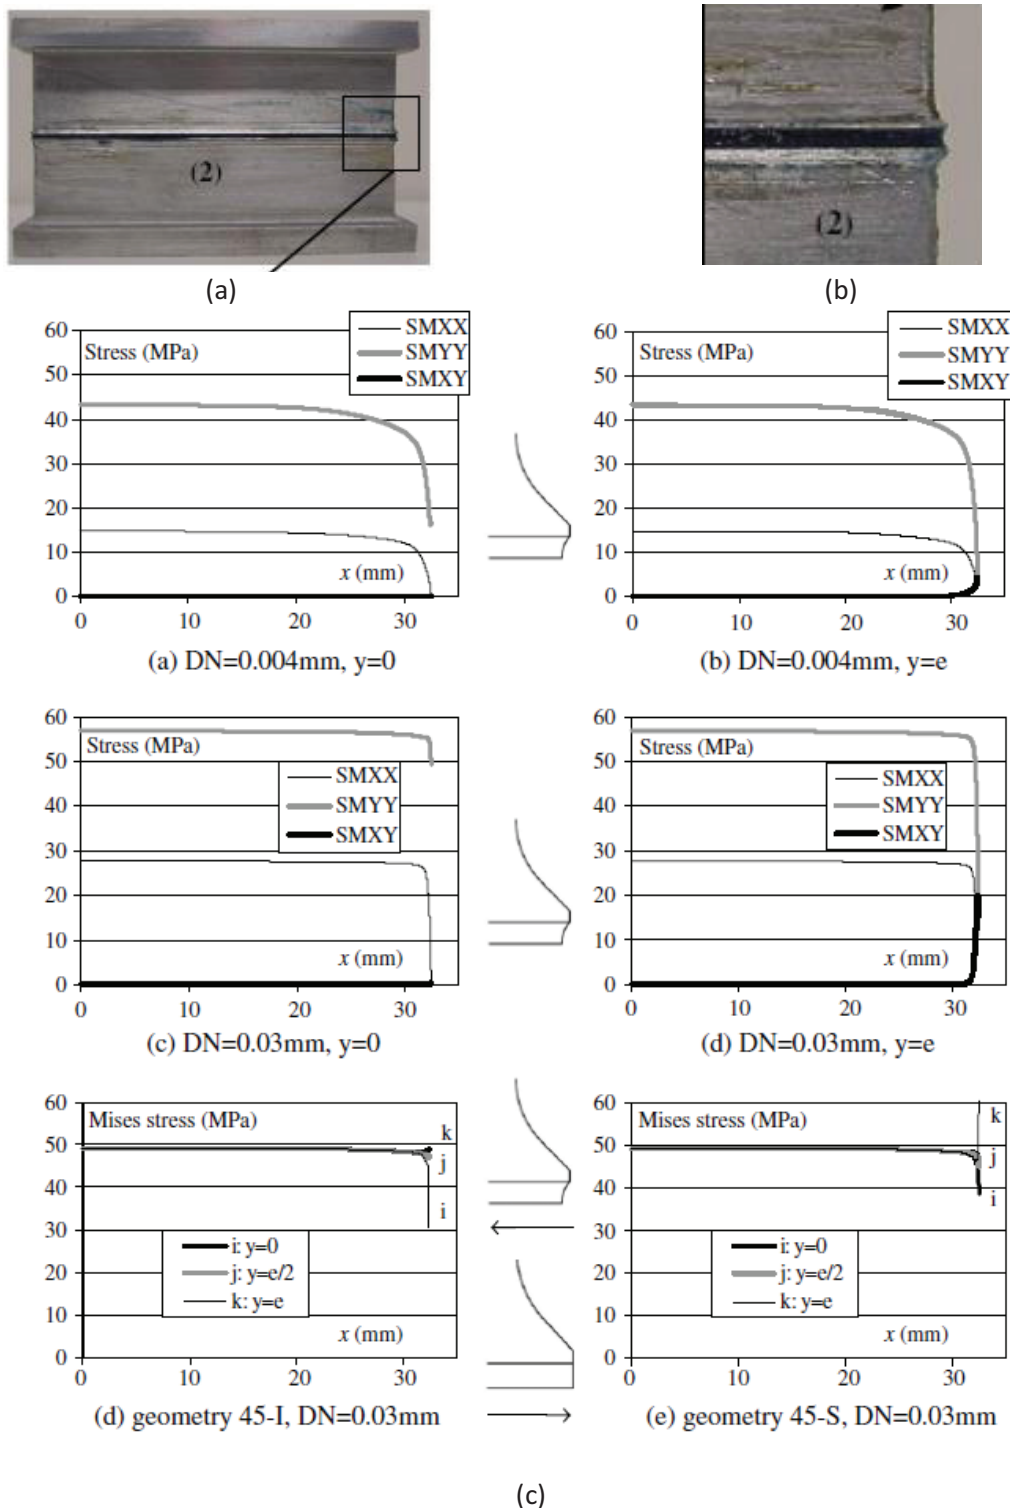 (2)
(2)
(a)
(b)
SMXX
SMYY
SMXY
Stress (MPa)
60
50
40
30
20
10
0
x (mm)
0
10
20
30
(a) DN=0.004mm, y=0
SMXX
SMYY
SMXY
Stress (MPa)
60
50
40
30
20
10
0
x (mm)
0
10
20
30
(b) DN=0.004mm, y=e
60
50
40
30
20
10
0
Stress (MPa)
SMXX
SMYY
SMXY
x (mm)
0
10
20
30
(c) DN=0.03mm, y=0
60
50
40
30
20
10
0
Stress (MPa)
SMXX
SMYY
SMXY
x (mm)
0
10
20
30
(d) DN=0.03mm, y=e
60
50
40
30
20
10
0
Mises stress (MPa)
k
j
i
i: y=0
j: y=e/2
k: y=e
x (mm)
0
10
20
30
(d) geometry 45-I, DN=0.03mm
60
50
40
30
20
10
0
Mises stress (MPa)
k
j
i
i: y=0
j: y=e/2
k: y=e
x (mm)
0
10
20
30
(e) geometry 45-S, DN=0.03mm
(c)